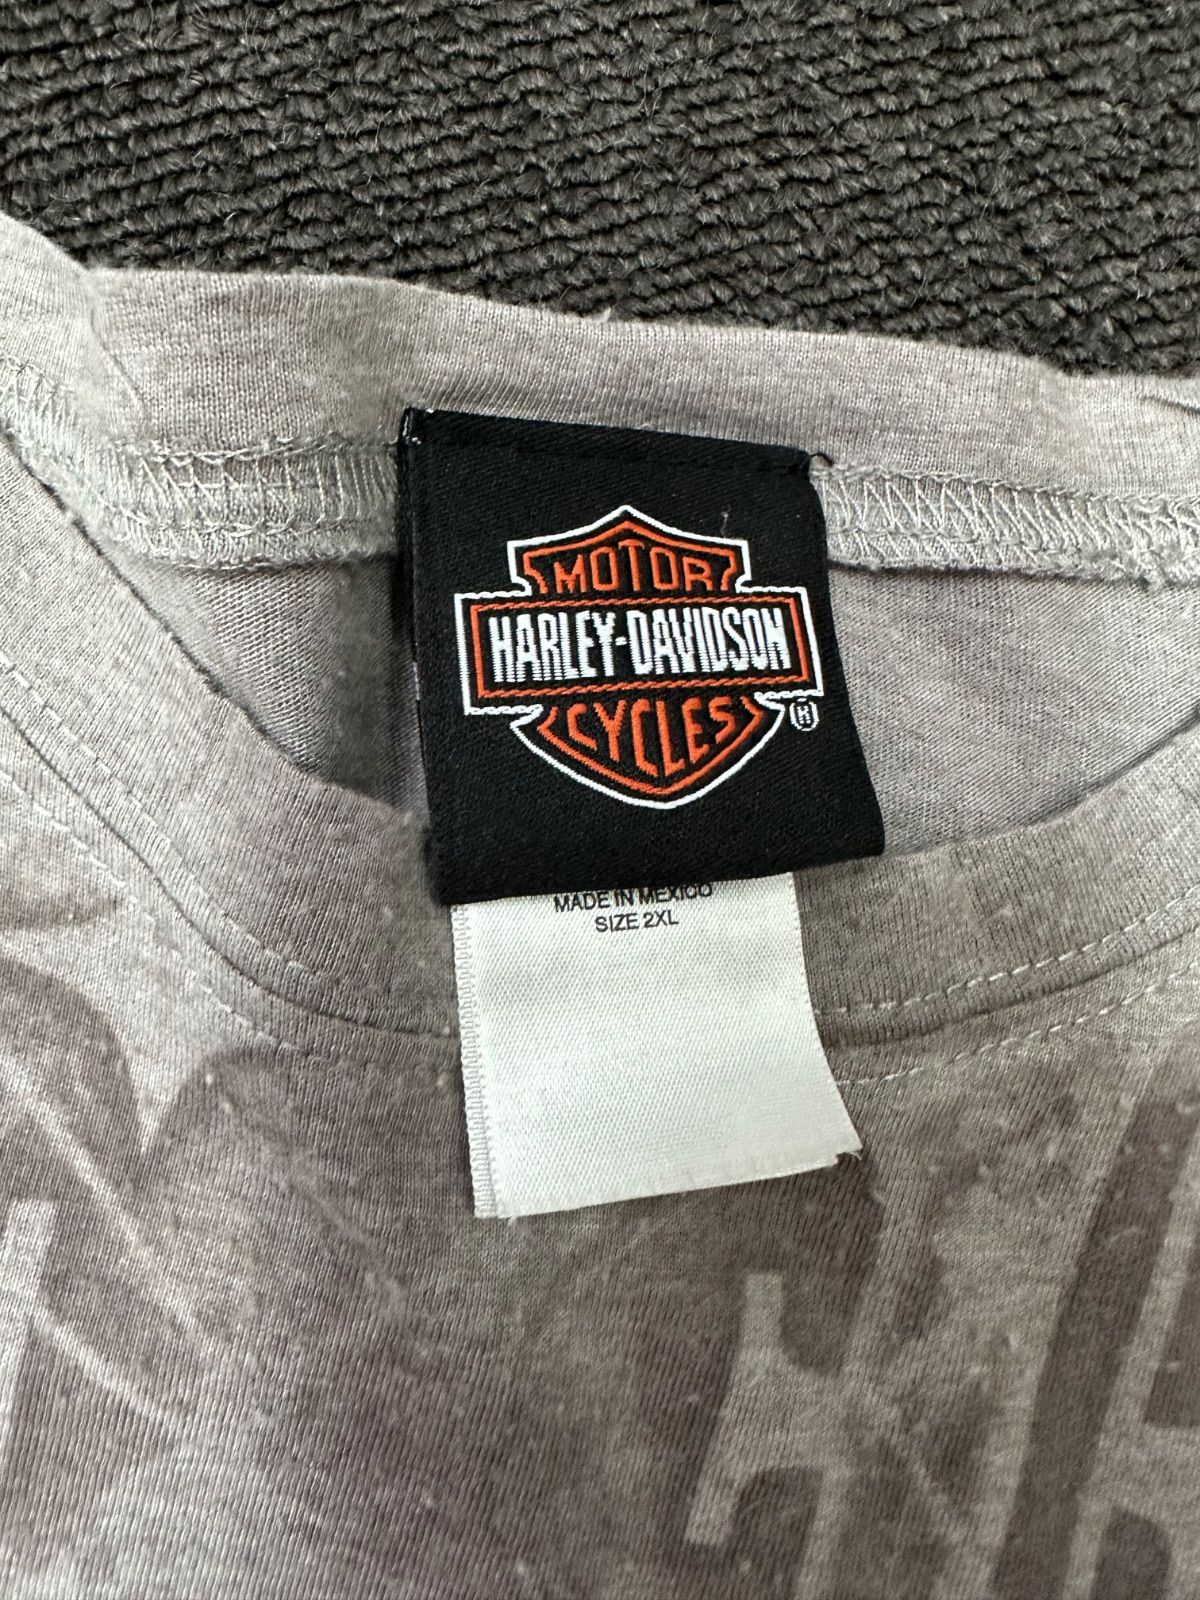 MOTOR
HARLEY-DAVIDSON
CYCLES
®
MADE IN MEXICO
SIZE 2XL